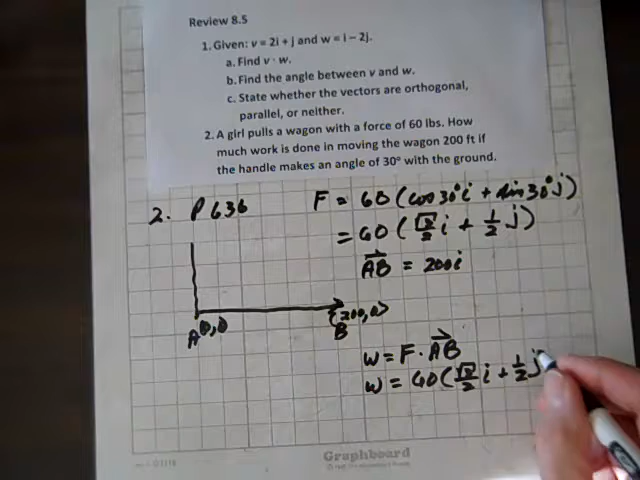 Review 8.5
1. Given: v = 2i + j and w = i – 2j.
a. Find v · w.
b. Find the angle between v and w.
c. State whether the vectors are orthogonal,
parallel, or neither.
2. A girl pulls a wagon with a force of 60 lbs. How
much work is done in moving the wagon 200 ft if
the handle makes an angle of 30° with the ground.
2. P 636
F = 60 (cos 30° i + sin 30° j)
= 60 (√3/2 i + 1/2 j)
AB = 200i
A (0,0)
(200,0)
B
W = F · AB
W = 60 (√3/2 i + 1/2 j)
Graphboard